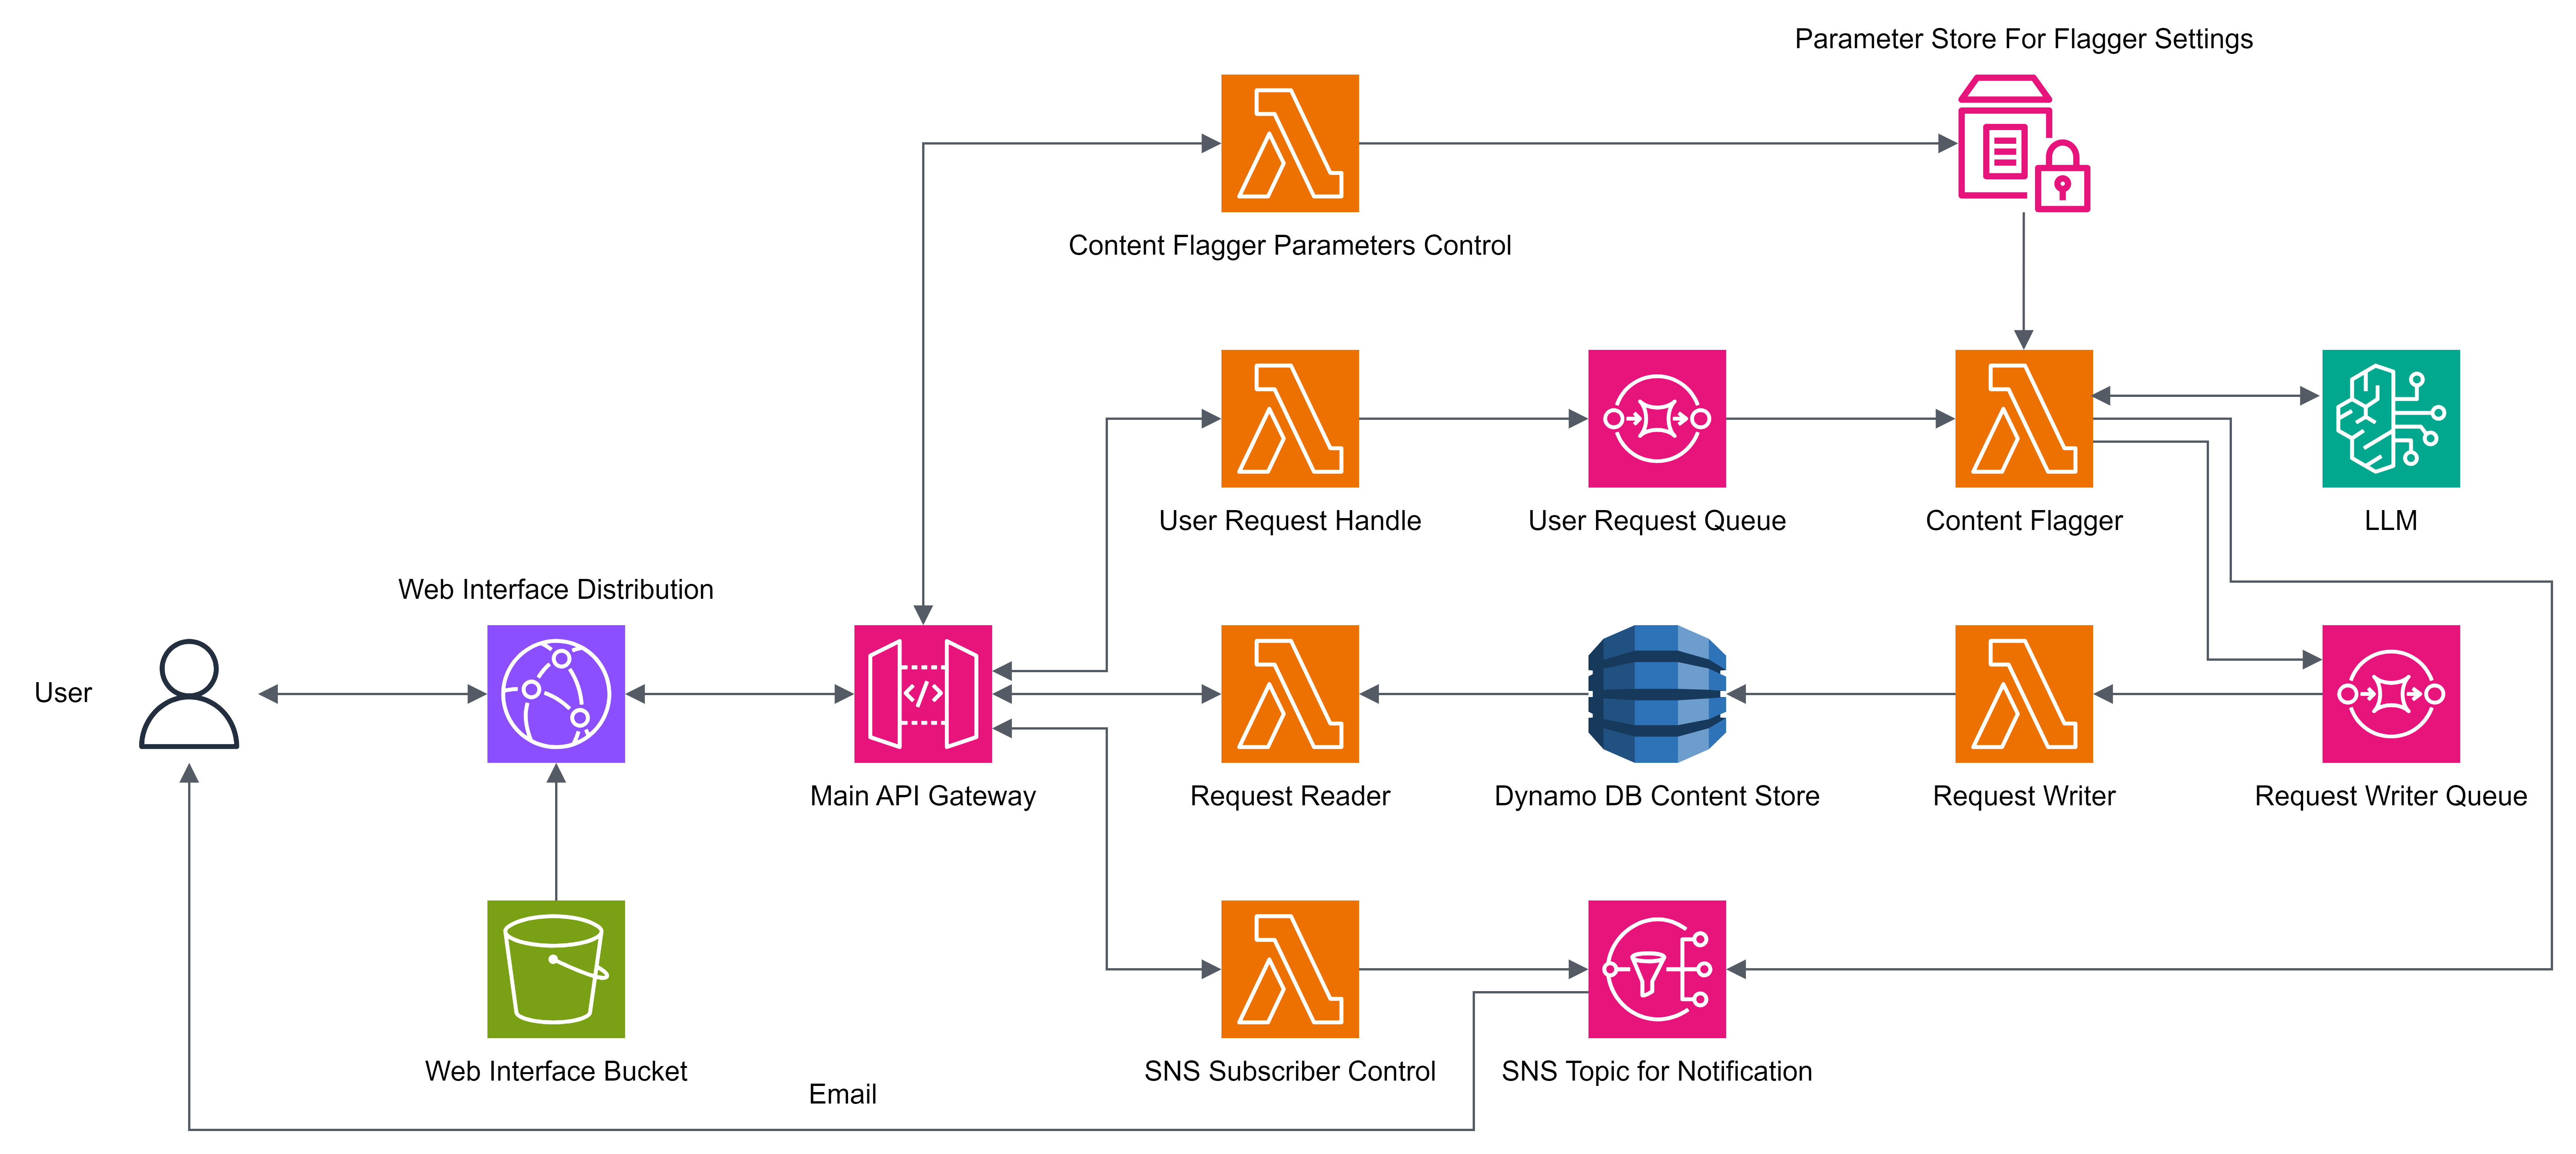 Parameter Store For Flagger Settings
Content Flagger Parameters Control
User Request Handle
User Request Queue
Content Flagger
LLM
Web Interface Distribution
User
Main API Gateway
Request Reader
Dynamo DB Content Store
Request Writer
Request Writer Queue
Web Interface Bucket
SNS Subscriber Control
SNS Topic for Notification
Email